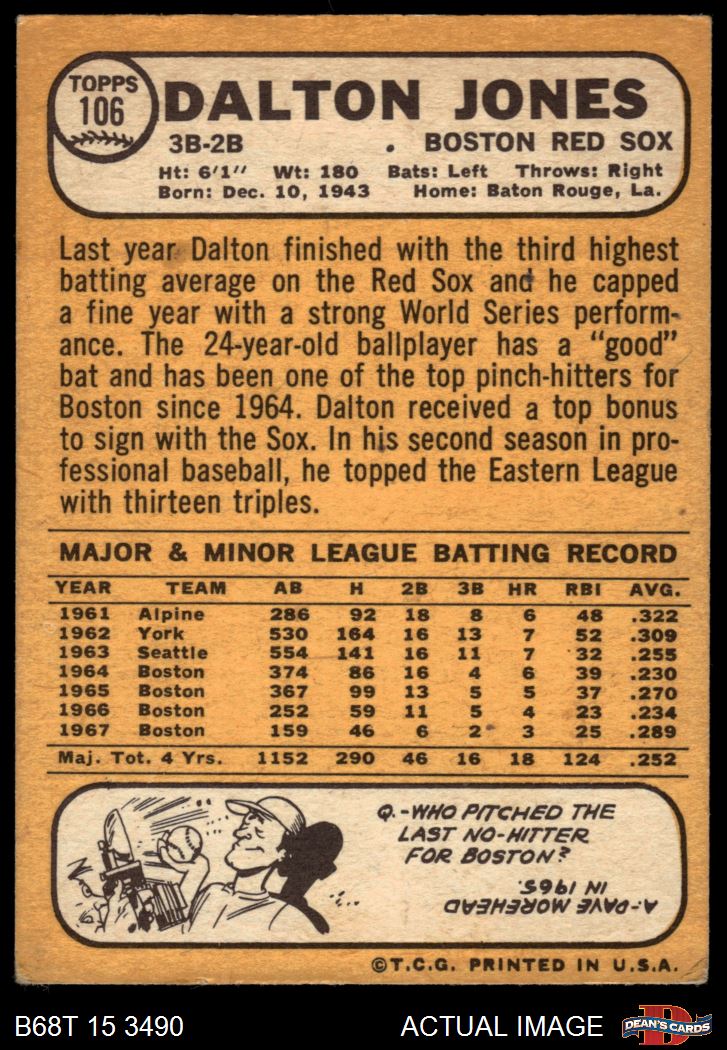 TOPPS
106
DALTON JONES
3B-2B . BOSTON RED SOX
Ht: 6'1" Wt: 180 Bats: Left Throws: Right
Born: Dec. 10, 1943 Home: Baton Rouge, La.
Last year Dalton finished with the third highest
batting average on the Red Sox and he capped
a fine year with a strong World Series perform-
ance. The 24-year-old ballplayer has a "good"
bat and has been one of the top pinch-hitters for
Boston since 1964. Dalton received a top bonus
to sign with the Sox. In his second season in pro-
fessional baseball, he topped the Eastern League
with thirteen triples.
MAJOR & MINOR LEAGUE BATTING RECORD
YEAR TEAM AB H 2B 3B HR RBI AVG.
1961 Alpine 286 92 18 8 6 48 .322
1962 York 530 164 16 13 7 52 .309
1963 Seattle 554 141 16 11 7 32 .255
1964 Boston 374 86 16 4 6 39 .230
1965 Boston 367 99 13 5 5 37 .270
1966 Boston 252 59 11 5 4 23 .234
1967 Boston 159 46 6 2 3 25 .289
Maj. Tot. 4 Yrs. 1152 290 46 16 18 124 .252
Q.-WHO PITCHED THE
LAST NO-HITTER
FOR BOSTON?
A-DAVE MOREHEAD
IN 1965.
©T.C.G. PRINTED IN U.S.A.
B68T 15 3490 ACTUAL IMAGE
D
DEAN'S CARDS